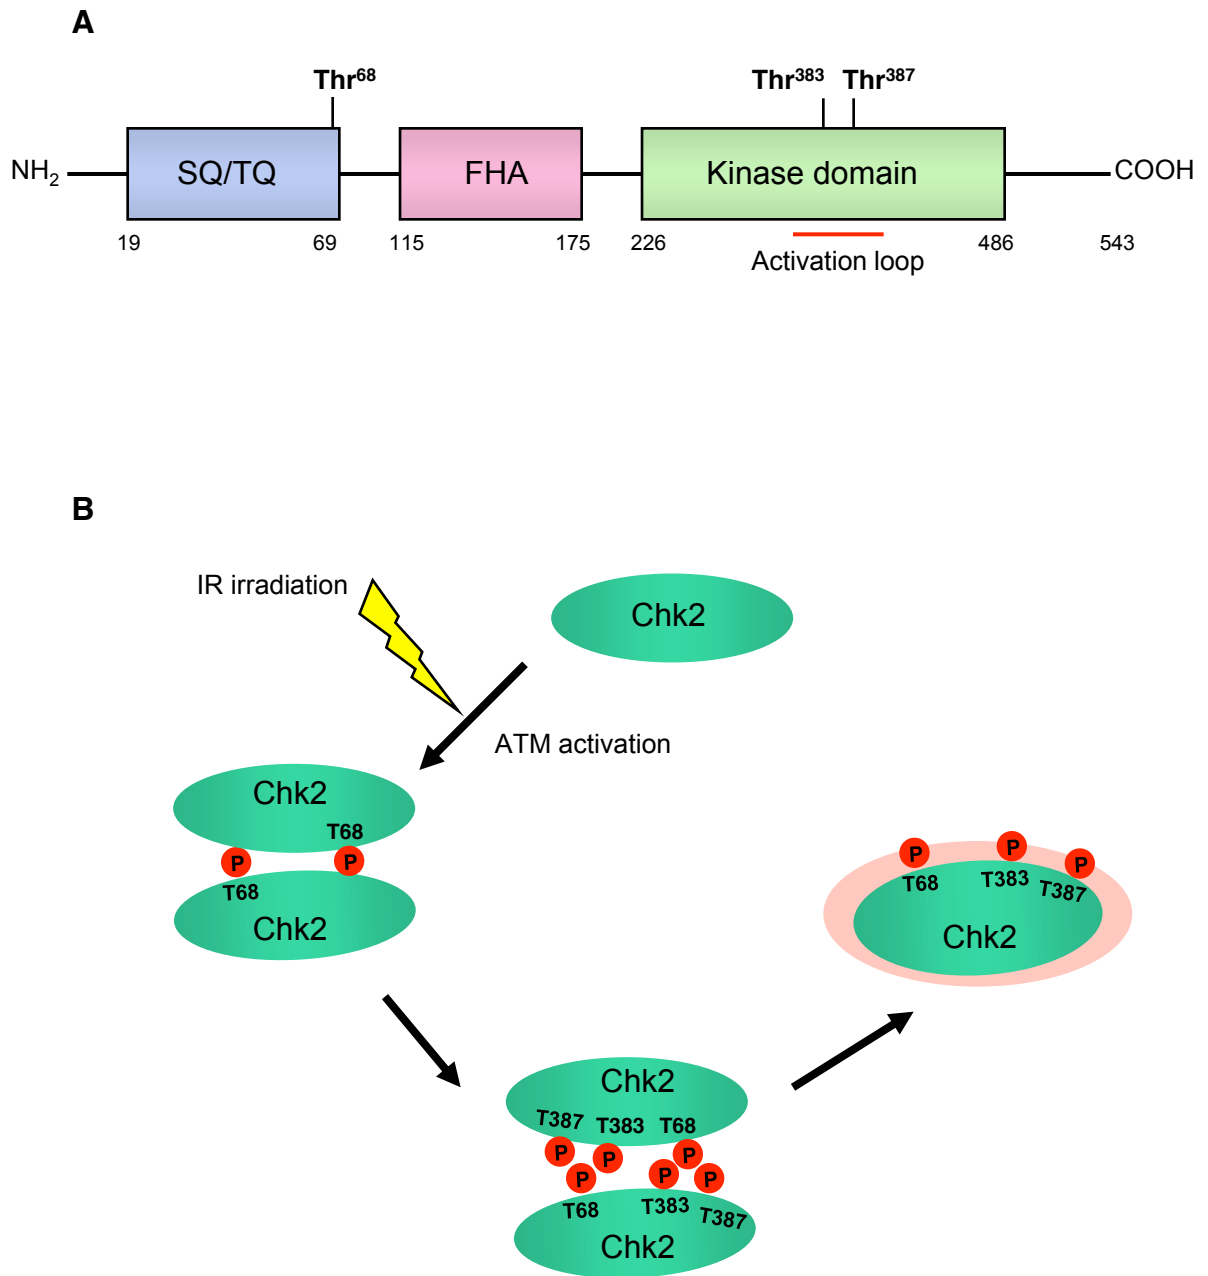 A
Thr68
Thr383 Thr387
NH2 SQ/TQ FHA Kinase domain COOH
19 69 115 175 226 486 543
Activation loop
B
IR irradiation
Chk2
ATM activation
Chk2
T68
P P
T68
Chk2
P P P
T68 T383 T387
Chk2
Chk2
T387 T383 T68
P P P
P P P
T68 T383 T387
Chk2